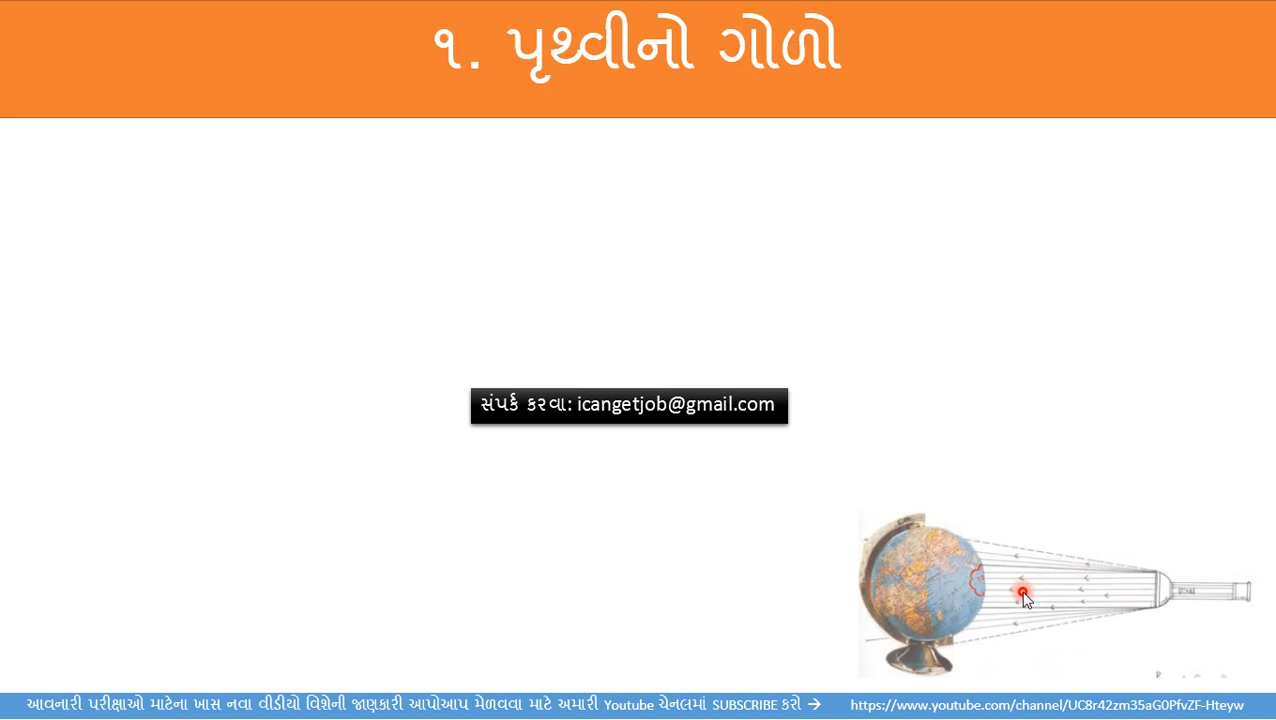 ૧. પૃથ્વીનો ગોળો
સંપર્ક કરવા: icangetjob@gmail.com
આવનારી પરીક્ષાઓ માટેના ખાસ નવા વીડીયો વિશેની જાણકારી આપોઆપ મેળવવા માટે અમારી Youtube ચેનલમાં SUBSCRIBE કરો → https://www.youtube.com/channel/UC8r42zm35aG0PfvZF-Hteyw